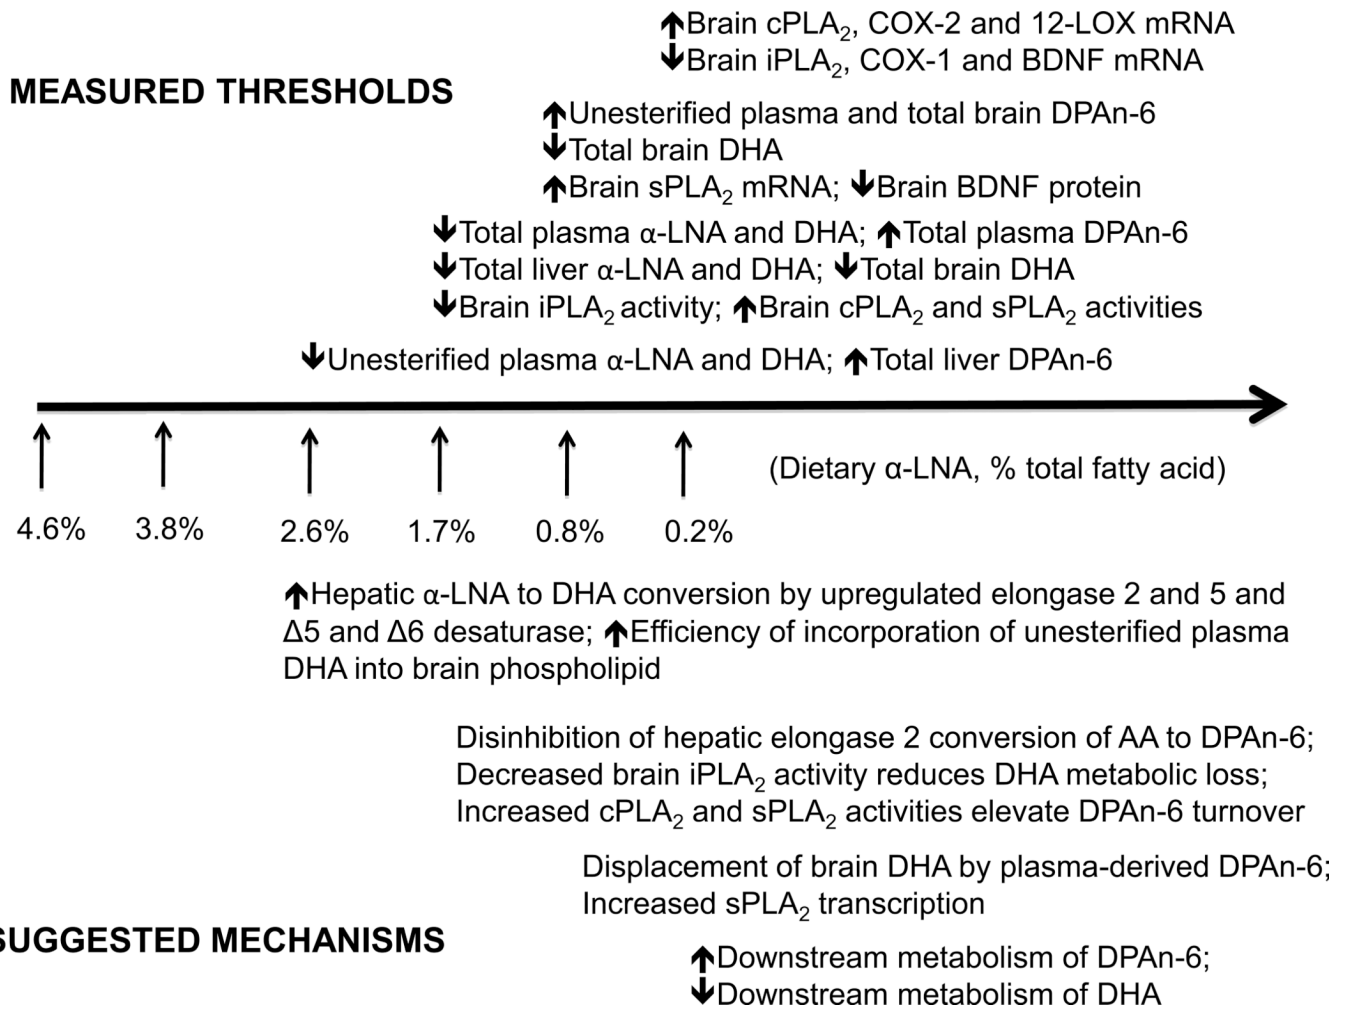 ↑Brain cPLA₂, COX-2 and 12-LOX mRNA
↓Brain iPLA₂, COX-1 and BDNF mRNA
MEASURED THRESHOLDS
↑Unesterified plasma and total brain DPAn-6
↓Total brain DHA
↑Brain sPLA₂ mRNA; ↓Brain BDNF protein
↓Total plasma α-LNA and DHA; ↑Total plasma DPAn-6
↓Total liver α-LNA and DHA; ↓Total brain DHA
↓Brain iPLA₂ activity; ↑Brain cPLA₂ and sPLA₂ activities
↓Unesterified plasma α-LNA and DHA; ↑Total liver DPAn-6
(Dietary α-LNA, % total fatty acid)
4.6% 3.8% 2.6% 1.7% 0.8% 0.2%
↑Hepatic α-LNA to DHA conversion by upregulated elongase 2 and 5 and
Δ5 and Δ6 desaturase; ↑Efficiency of incorporation of unesterified plasma
DHA into brain phospholipid
Disinhibition of hepatic elongase 2 conversion of AA to DPAn-6;
Decreased brain iPLA₂ activity reduces DHA metabolic loss;
Increased cPLA₂ and sPLA₂ activities elevate DPAn-6 turnover
Displacement of brain DHA by plasma-derived DPAn-6;
Increased sPLA₂ transcription
SUGGESTED MECHANISMS
↑Downstream metabolism of DPAn-6;
↓Downstream metabolism of DHA